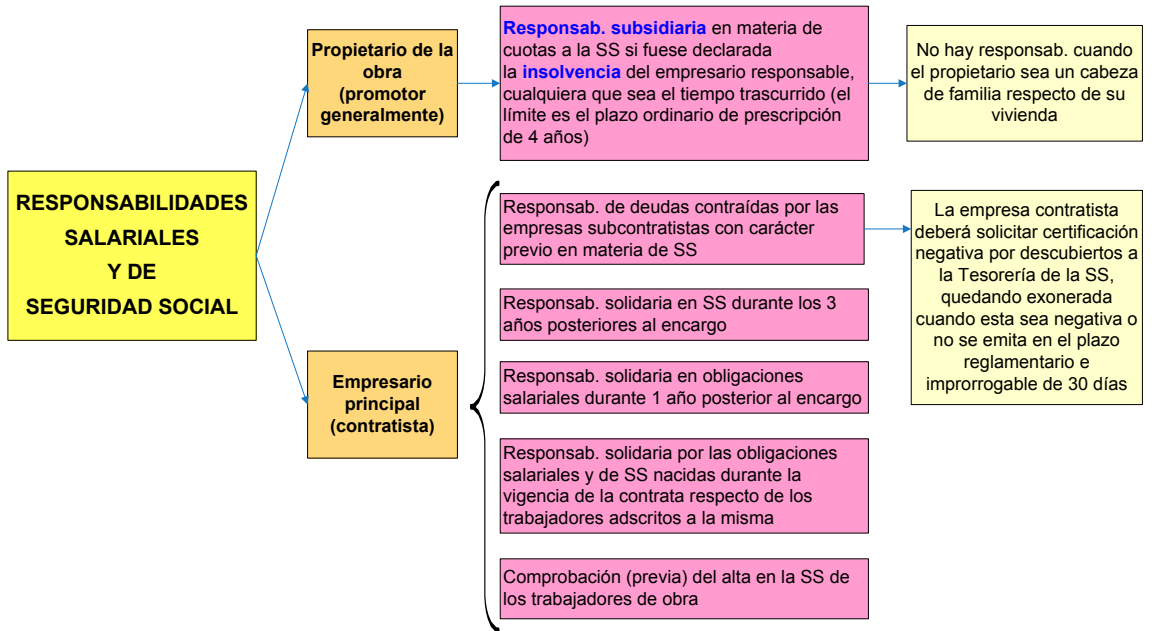 RESPONSABILIDADES
SALARIALES
Y DE
SEGURIDAD SOCIAL
Propietario de la
obra
(promotor
generalmente)
Responsab. subsidiaria en materia de
cuotas a la SS si fuese declarada
la insolvencia del empresario responsable,
cualquiera que sea el tiempo trascurrido (el
límite es el plazo ordinario de prescripción
de 4 años)
No hay responsab. cuando
el propietario sea un cabeza
de familia respecto de su
vivienda
Empresario
principal
(contratista)
Responsab. de deudas contraídas por las
empresas subcontratistas con carácter
previo en materia de SS
La empresa contratista
deberá solicitar certificación
negativa por descubiertos a
la Tesorería de la SS,
quedando exonerada
cuando esta sea negativa o
no se emita en el plazo
reglamentario e
improrrogable de 30 días
Responsab. solidaria en SS durante los 3
años posteriores al encargo
Responsab. solidaria en obligaciones
salariales durante 1 año posterior al encargo
Responsab. solidaria por las obligaciones
salariales y de SS nacidas durante la
vigencia de la contrata respecto de los
trabajadores adscritos a la misma
Comprobación (previa) del alta en la SS de
los trabajadores de obra